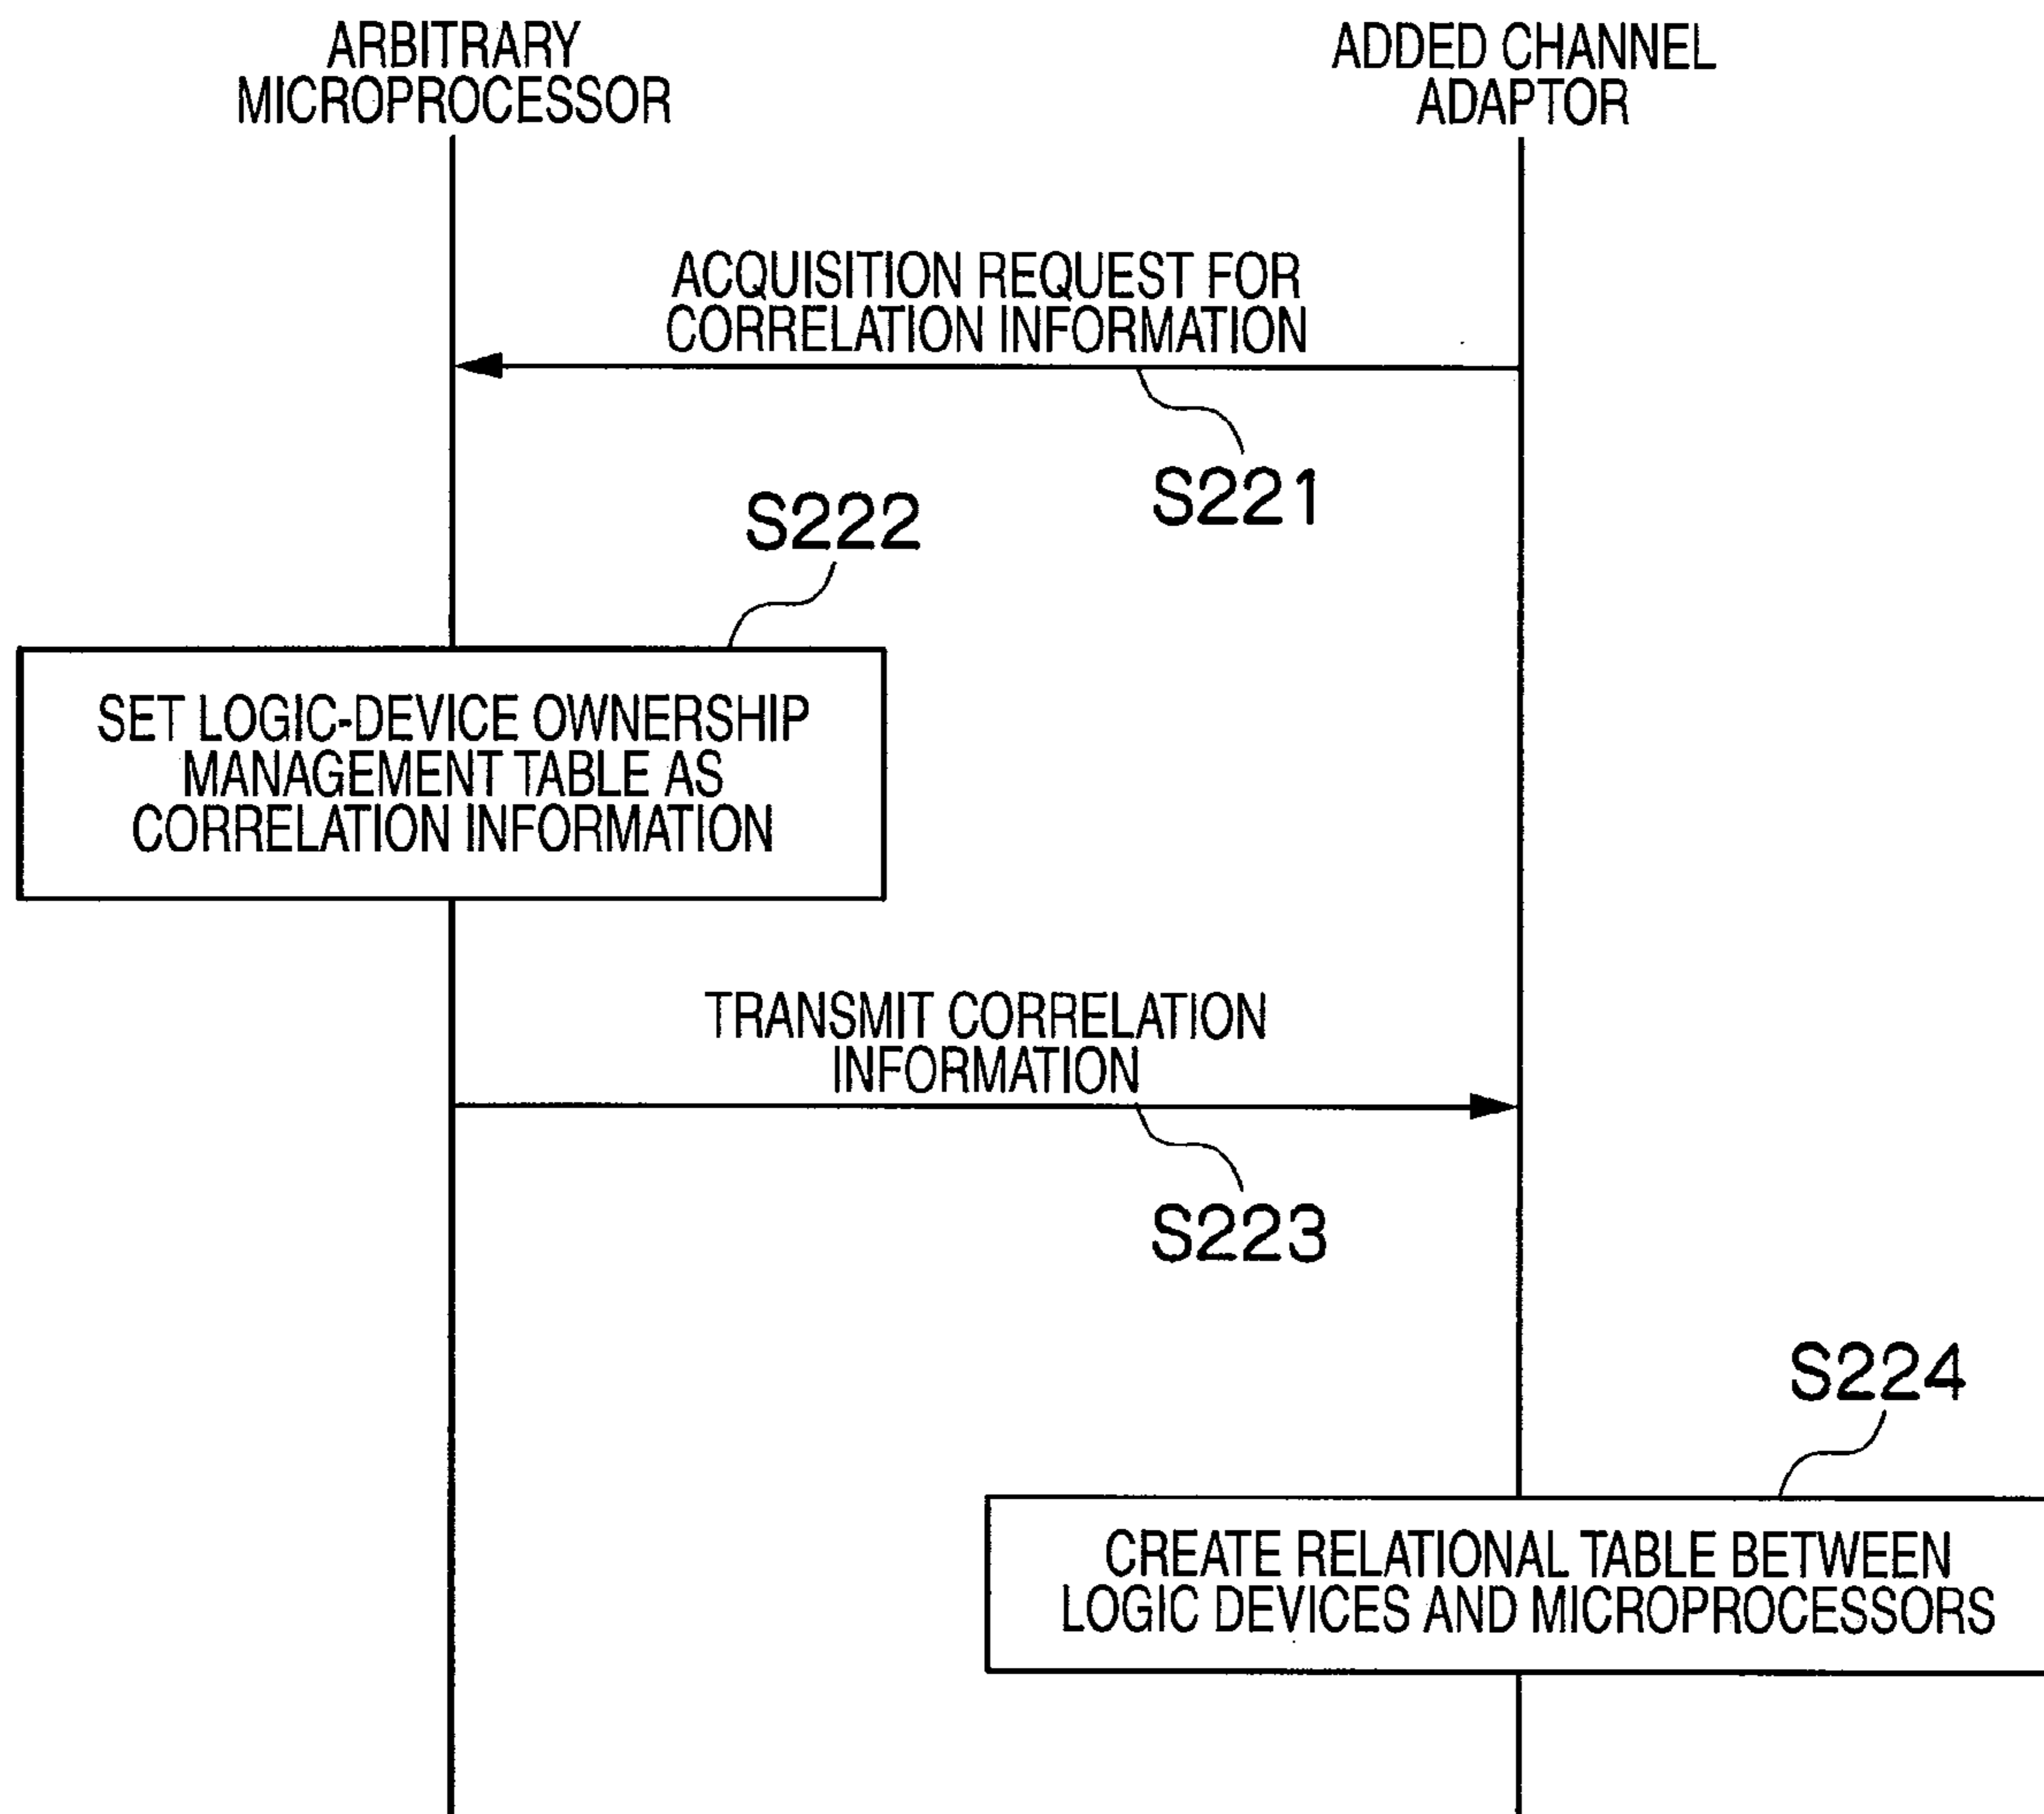 ARBITRARY
MICROPROCESSOR
ADDED CHANNEL
ADAPTOR
ACQUISITION REQUEST FOR
CORRELATION INFORMATION
S221
S222
SET LOGIC-DEVICE OWNERSHIP
MANAGEMENT TABLE AS
CORRELATION INFORMATION
TRANSMIT CORRELATION
INFORMATION
S223
S224
CREATE RELATIONAL TABLE BETWEEN
LOGIC DEVICES AND MICROPROCESSORS